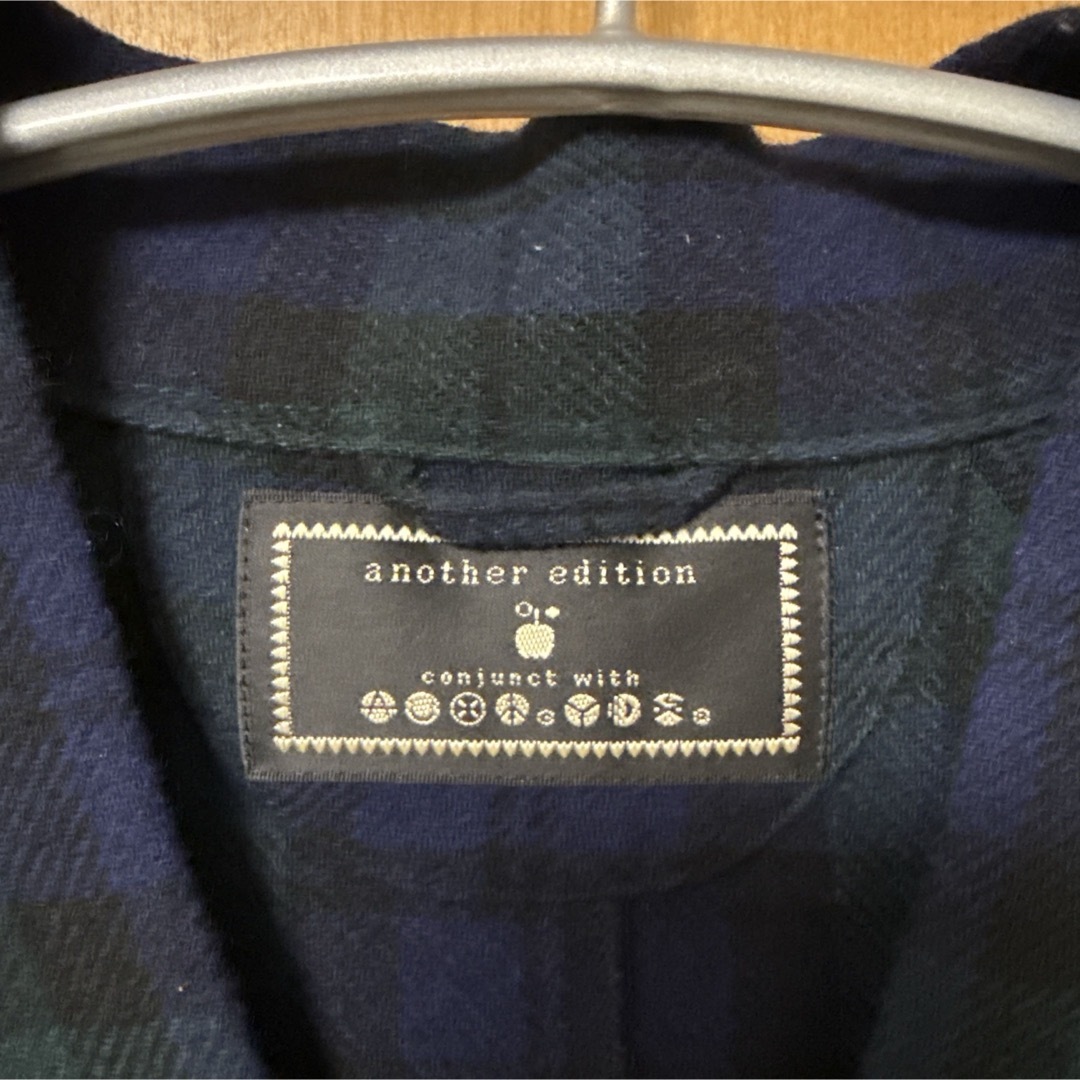 another edition
conjunct with